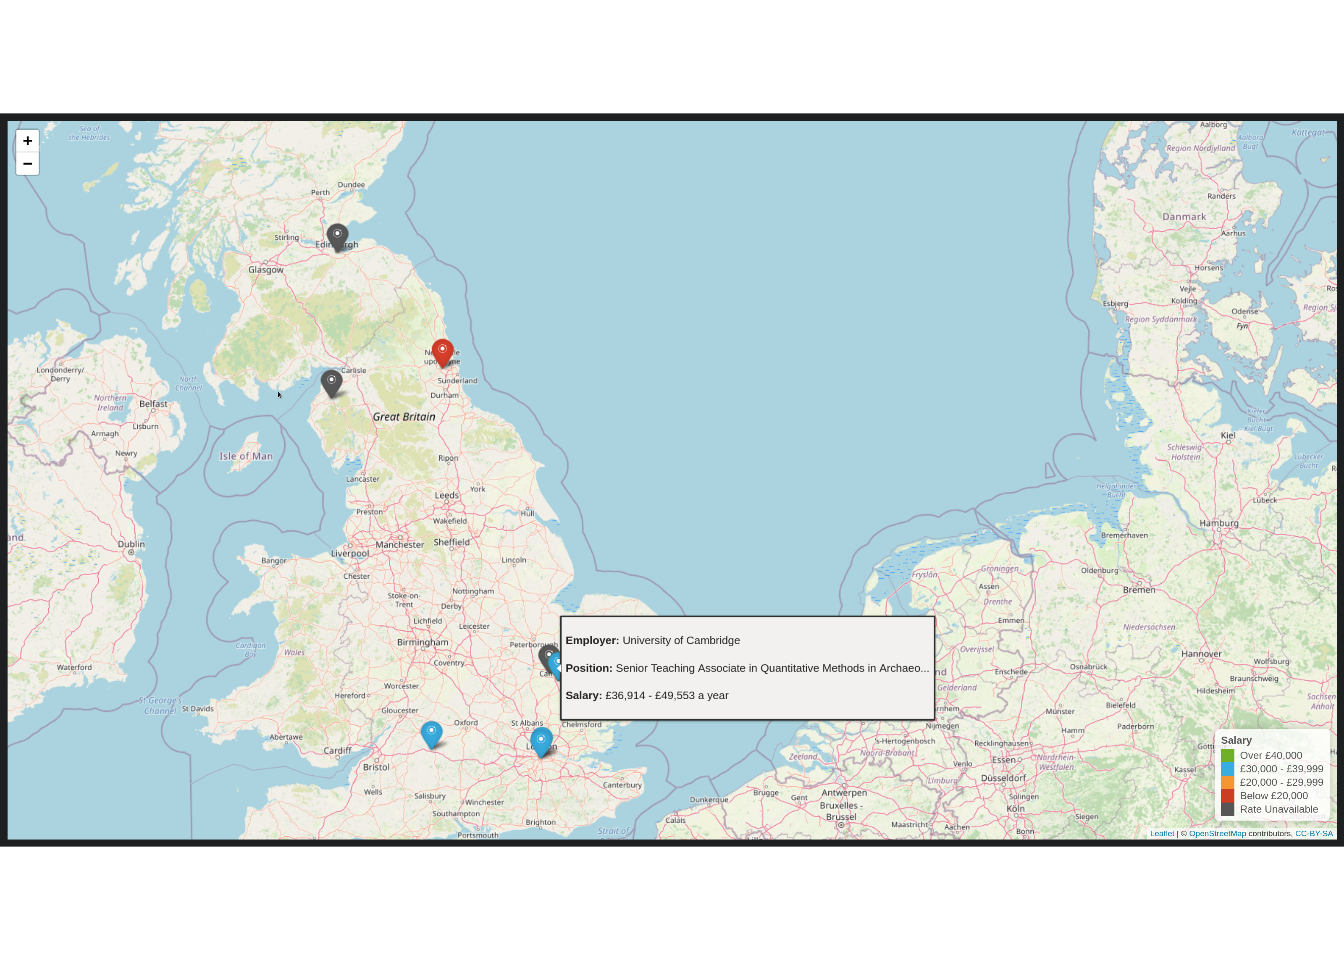 +
−
Sea of
the Hebrides
Aalborg
Kattegat
Aalborg
Bugt
Region Nordjylland
Dundee
Perth
Randers
Danmark
Aarhus
Stirling
Glasgow
Horsens
Vejle
Kolding
Esbjerg
Odense
Fyn
Region Syddanmark
Londonderry/
Derry
North
Channel
Carlisle
Sunderland
Durham
Northern
Ireland
Belfast
Lisburn
Armagh
Newry
Great Britain
Kieler
Bucht
Kiel Bugt
Kiel
Schleswig-
Holstein
Lübecker
Bucht
Isle of Man
Ripon
Lancaster
York
Leeds
Helgoländer
Bucht
Lübeck
Preston
Wakefield
Hull
Hamburg
Manchester
Sheffield
Liverpool
Bremerhaven
Dublin
Bangor
Lincoln
Chester
Oldenburg
Groningen
Fryslân
Assen
Bremen
Stoke-on-
Trent
Nottingham
Derby
Drenthe
Lichfield
Leicester
Emmen
Niedersachsen
Birmingham
Peterborough
Cardigan
Bay
Wales
Coventry
Overijssel
Hannover
Wolfsburg
Waterford
Enschede
Osnabrück
Braunschweig
Worcester
Gelderland
Hildesheim
Hereford
St George's
Channel
St Davids
Gloucester
Oxford
St Albans
Chelmsford
Münster
Bielefeld
Nijmegen
Paderborn
Abertawe
Cardiff
's-Hertogenbosch
Noord-Brabant
Recklinghausen
Hamm
Zeeland
Venlo
Essen
Nordrhein-
Westfalen
Kassel
Bristol
Limburg
Düsseldorf
Wells
Canterbury
Salisbury
Winchester
Brugge
Gent
Antwerpen
Dunkerque
Bruxelles -
Brussel
Solingen
Köln
Siegen
Southampton
Calais
Maastricht
Aachen
Bonn
Brighton
Portsmouth
Strait of
Employer: University of Cambridge
Position: Senior Teaching Associate in Quantitative Methods in Archaeo...
Salary: £36,914 - £49,553 a year
Salary
Over £40,000
£30,000 - £39,999
£20,000 - £29,999
Below £20,000
Rate Unavailable
Leaflet | © OpenStreetMap contributors, CC-BY-SA